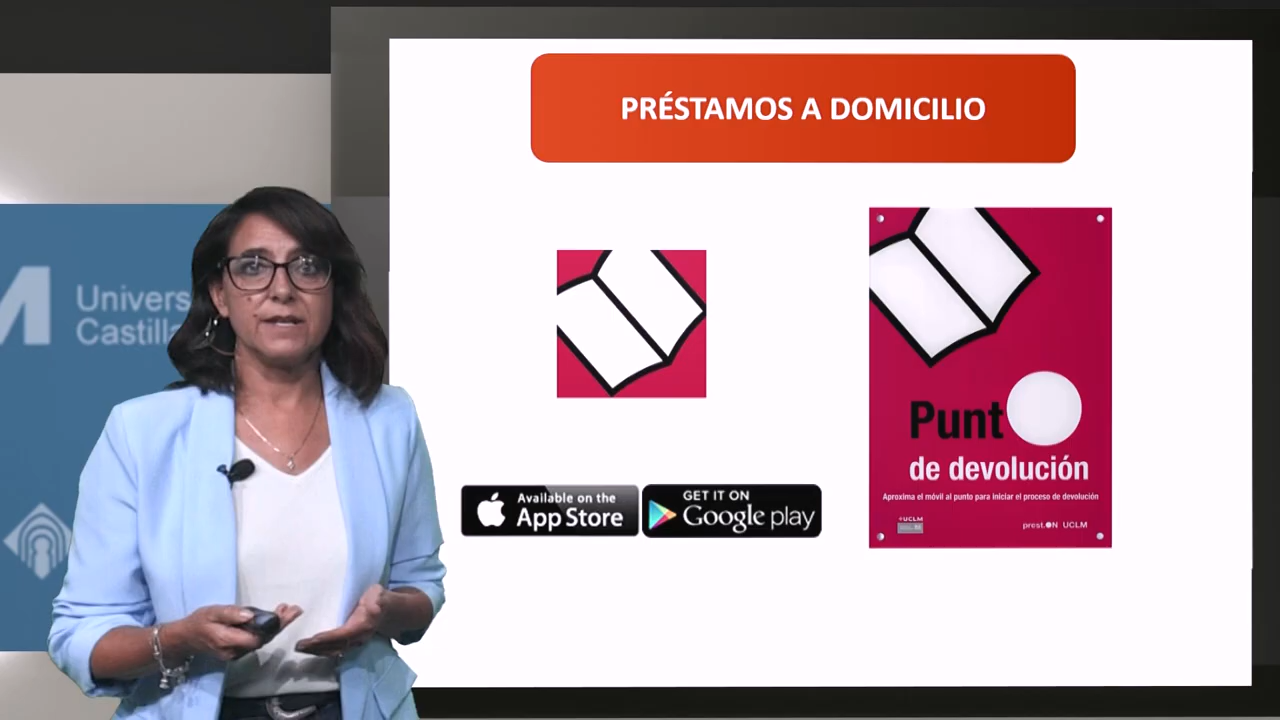 PRÉSTAMOS A DOMICILIO
M
Univers
Castilla
Available on the
App Store
GET IT ON
Google play
Punt
de devolución
Aproxima el móvil al punto para iniciar el proceso de devolución
UCLM
prest.ON UCLM